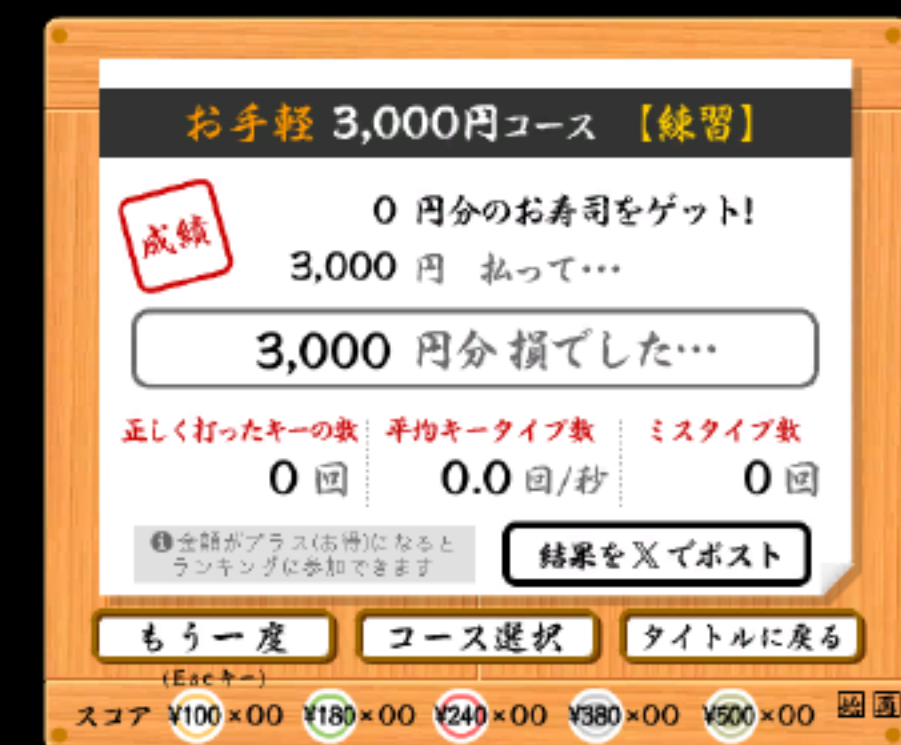 お手軽 3,000円コース 【練習】
成績
0 円分のお寿司をゲット!
3,000 円 払って…
3,000 円分 損でした…
正しく打ったキーの数 平均キータイプ数 ミスタイプ数
0 回 0.0 回/秒 0 回
金額がプラス(お得)になると
ランキングに参加できます
結果を𝕏でポスト
もう一度 コース選択 タイトルに戻る
(Escキー)
スコア ¥100×00 ¥180×00 ¥240×00 ¥380×00 ¥500×00